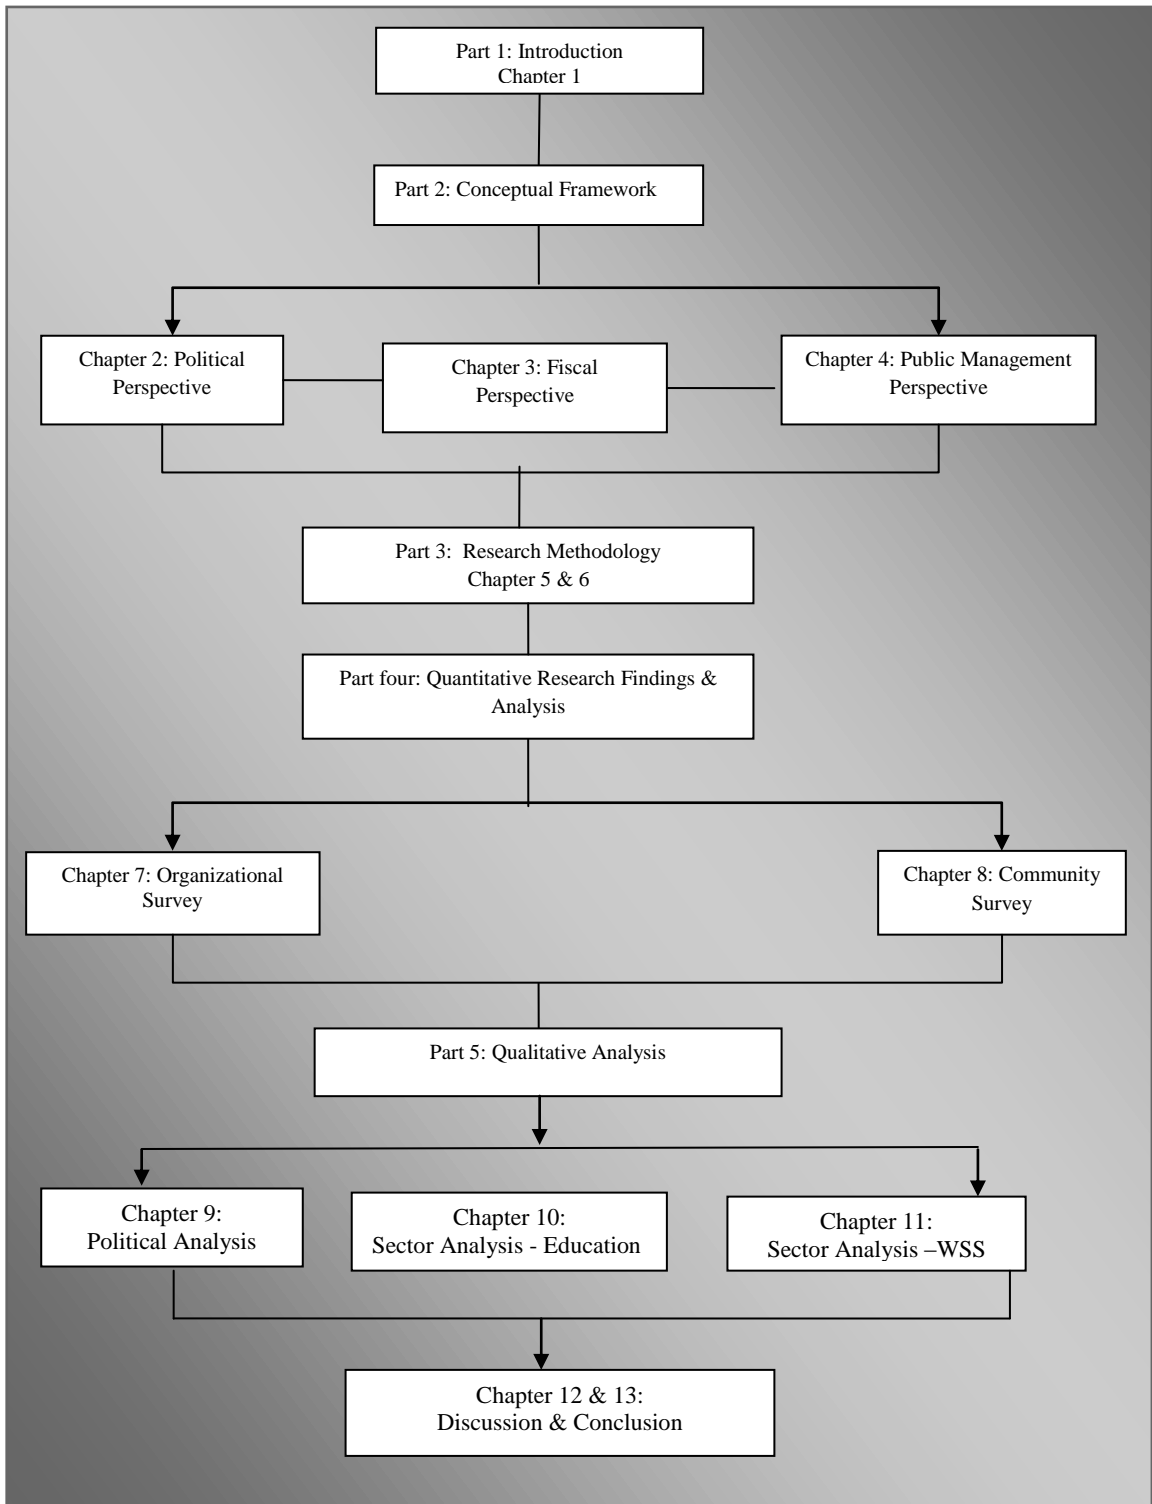 Part 1: Introduction
Chapter 1
Part 2: Conceptual Framework
Chapter 2: Political
Perspective
Chapter 3: Fiscal
Perspective
Chapter 4: Public Management
Perspective
Part 3:  Research Methodology
Chapter 5 & 6
Part four: Quantitative Research Findings &
Analysis
Chapter 7: Organizational
Survey
Chapter 8: Community
Survey
Part 5: Qualitative Analysis
Chapter 9:
Political Analysis
Chapter 10:
Sector Analysis - Education
Chapter 11:
Sector Analysis –WSS
Chapter 12 & 13:
Discussion & Conclusion